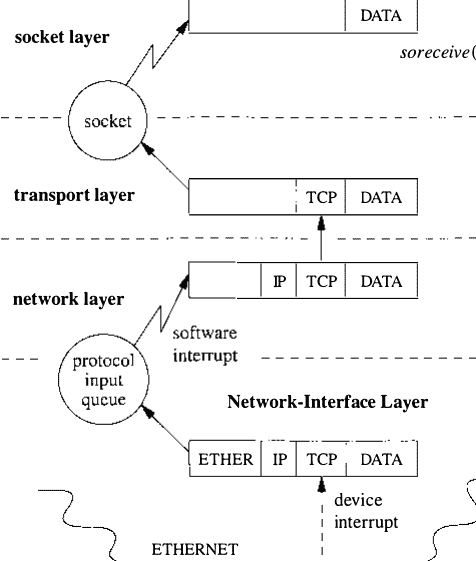 DATA
socket layer
soreceive(
socket
transport layer
TCP DATA
IP TCP DATA
network layer
software
interrupt
protocol
input
queue
Network-Interface Layer
ETHER IP TCP DATA
device
interrupt
ETHERNET